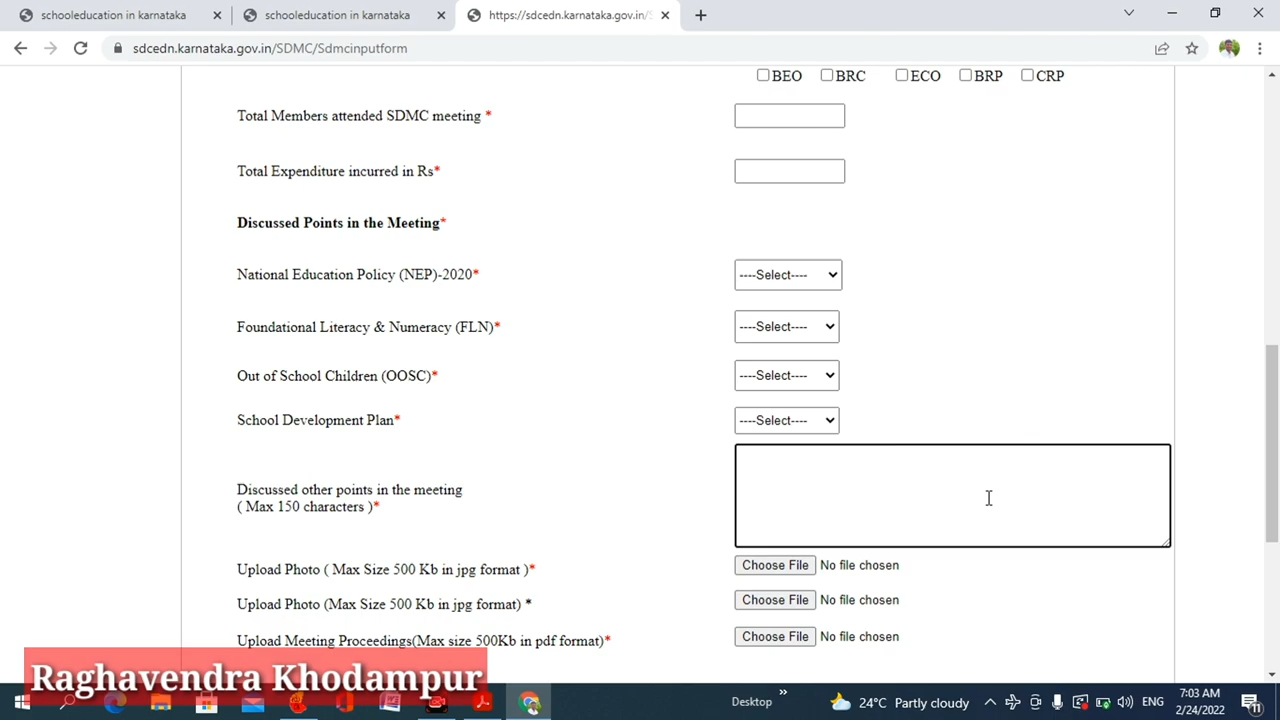 schooleducation in karnataka
schooleducation in karnataka
https://sdcedn.karnataka.gov.in/S
sdcedn.karnataka.gov.in/SDMC/Sdmcinputform
BEO BRC ECO BRP CRP
Total Members attended SDMC meeting *
Total Expenditure incurred in Rs*
Discussed Points in the Meeting*
National Education Policy (NEP)-2020* ----Select----
Foundational Literacy & Numeracy (FLN)* ----Select----
Out of School Children (OOSC)* ----Select----
School Development Plan* ----Select----
Discussed other points in the meeting
( Max 150 characters )*
Upload Photo ( Max Size 500 Kb in jpg format )* Choose File No file chosen
Upload Photo (Max Size 500 Kb in jpg format) * Choose File No file chosen
Upload Meeting Proceedings(Max size 500Kb in pdf format)* Choose File No file chosen
Raghavendra Khodampur
Desktop
24°C Partly cloudy
ENG
7:03 AM
2/24/2022